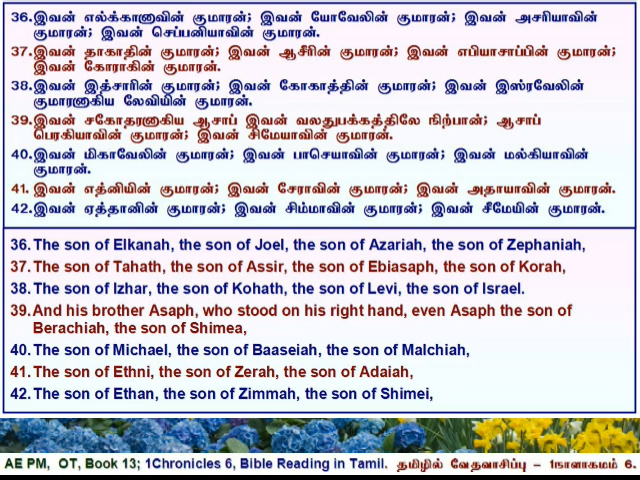 36.இவன் எல்க்கானாவின் குமாரன்; இவன் யோவேலின் குமாரன்; இவன் அசரியாவின்
குமாரன்; இவன் செப்பனியாவின் குமாரன்.
37.இவன் தாகாதின் குமாரன்; இவன் ஆசீரின் குமாரன்; இவன் எபியாசாப்பின் குமாரன்;
இவன் கோராகின் குமாரன்.
38.இவன் இத்சாரின் குமாரன்; இவன் கோகாத்தின் குமாரன்; இவன் இஸ்ரவேலின்
குமாரனாகிய லேவியின் குமாரன்.
39.இவன் சகோதரனாகிய ஆசாப் இவன் வலதுபக்கத்திலே நிற்பான்; ஆசாப்
பெரகியாவின் குமாரன்; இவன் சிமேயாவின் குமாரன்.
40.இவன் மிகாவேலின் குமாரன்; இவன் பாசெயாவின் குமாரன்; இவன் மல்கியாவின்
குமாரன்.
41. இவன் எத்னியின் குமாரன்; இவன் சேராவின் குமாரன்; இவன் அதாயாவின் குமாரன்.
42.இவன் ஏத்தானின் குமாரன்; இவன் சிம்மாவின் குமாரன்; இவன் சீமேயின் குமாரன்.
36.The son of Elkanah, the son of Joel, the son of Azariah, the son of Zephaniah,
37.The son of Tahath, the son of Assir, the son of Ebiasaph, the son of Korah,
38.The son of Izhar, the son of Kohath, the son of Levi, the son of Israel.
39.And his brother Asaph, who stood on his right hand, even Asaph the son of
Berachiah, the son of Shimea,
40.The son of Michael, the son of Baaseiah, the son of Malchiah,
41.The son of Ethni, the son of Zerah, the son of Adaiah,
42.The son of Ethan, the son of Zimmah, the son of Shimei,
AE PM, OT, Book 13; 1Chronicles 6, Bible Reading in Tamil. தமிழில் வேதவாசிப்பு – 1நாளாகமம் 6.